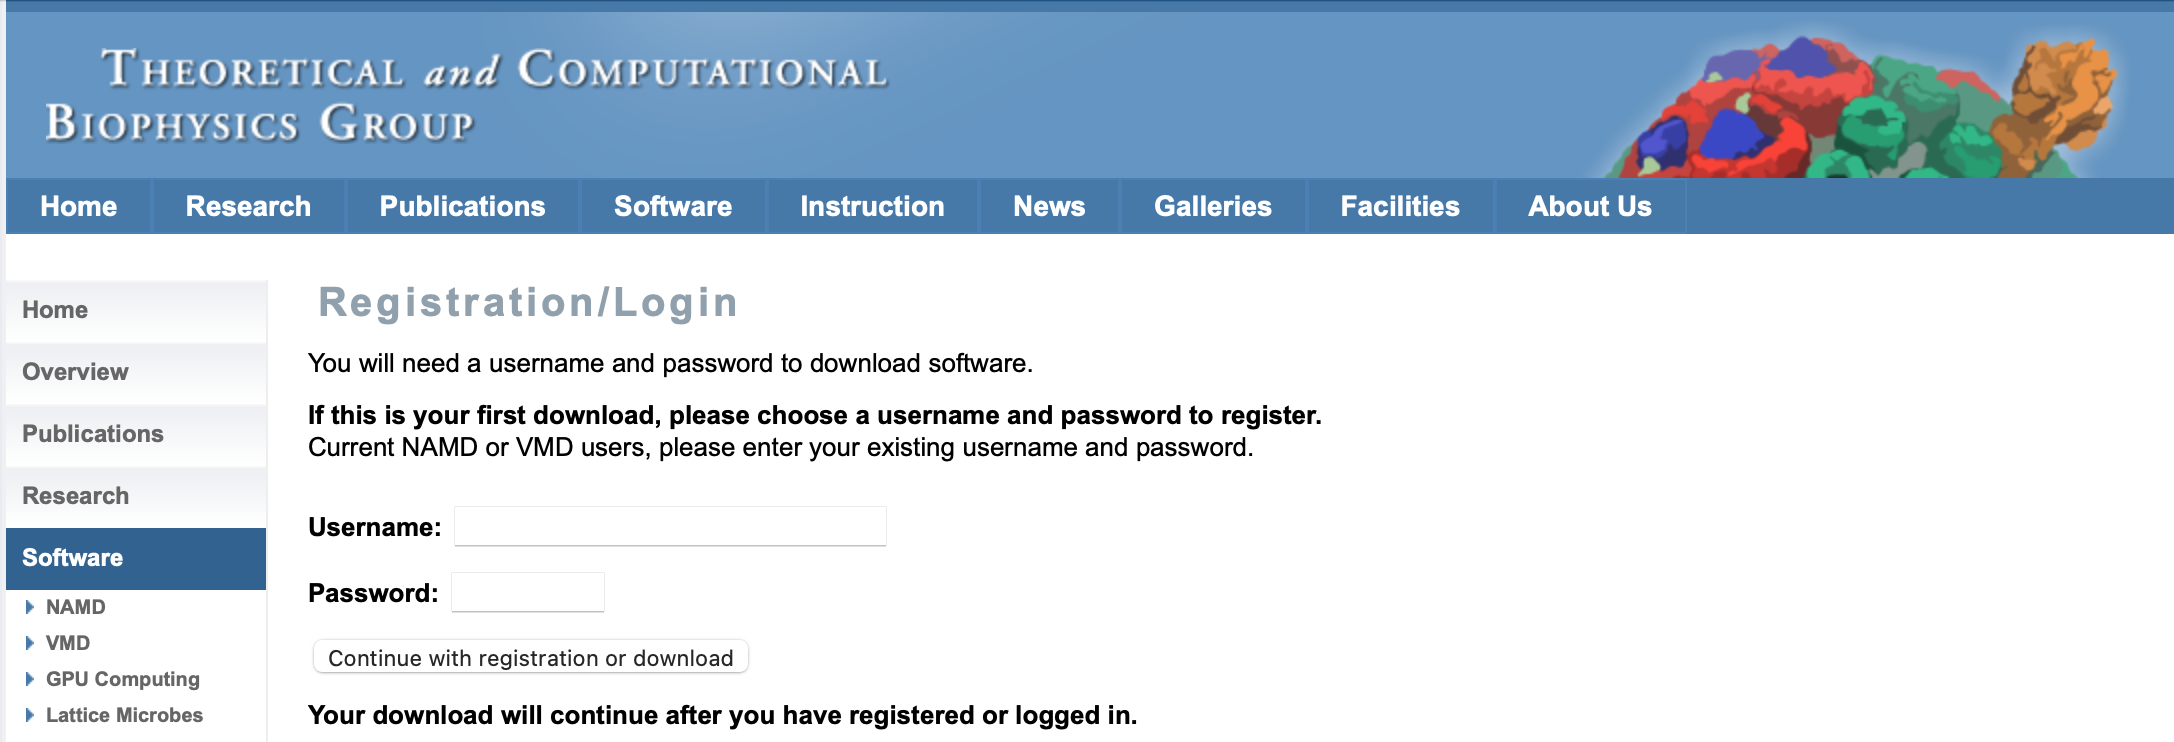 Theoretical and Computational
Biophysics Group
Home Research Publications Software Instruction News Galleries Facilities About Us
Home
Overview
Publications
Research
Software
NAMD
VMD
GPU Computing
Lattice Microbes
Registration/Login
You will need a username and password to download software.
If this is your first download, please choose a username and password to register.
Current NAMD or VMD users, please enter your existing username and password.
Username:
Password:
Continue with registration or download
Your download will continue after you have registered or logged in.